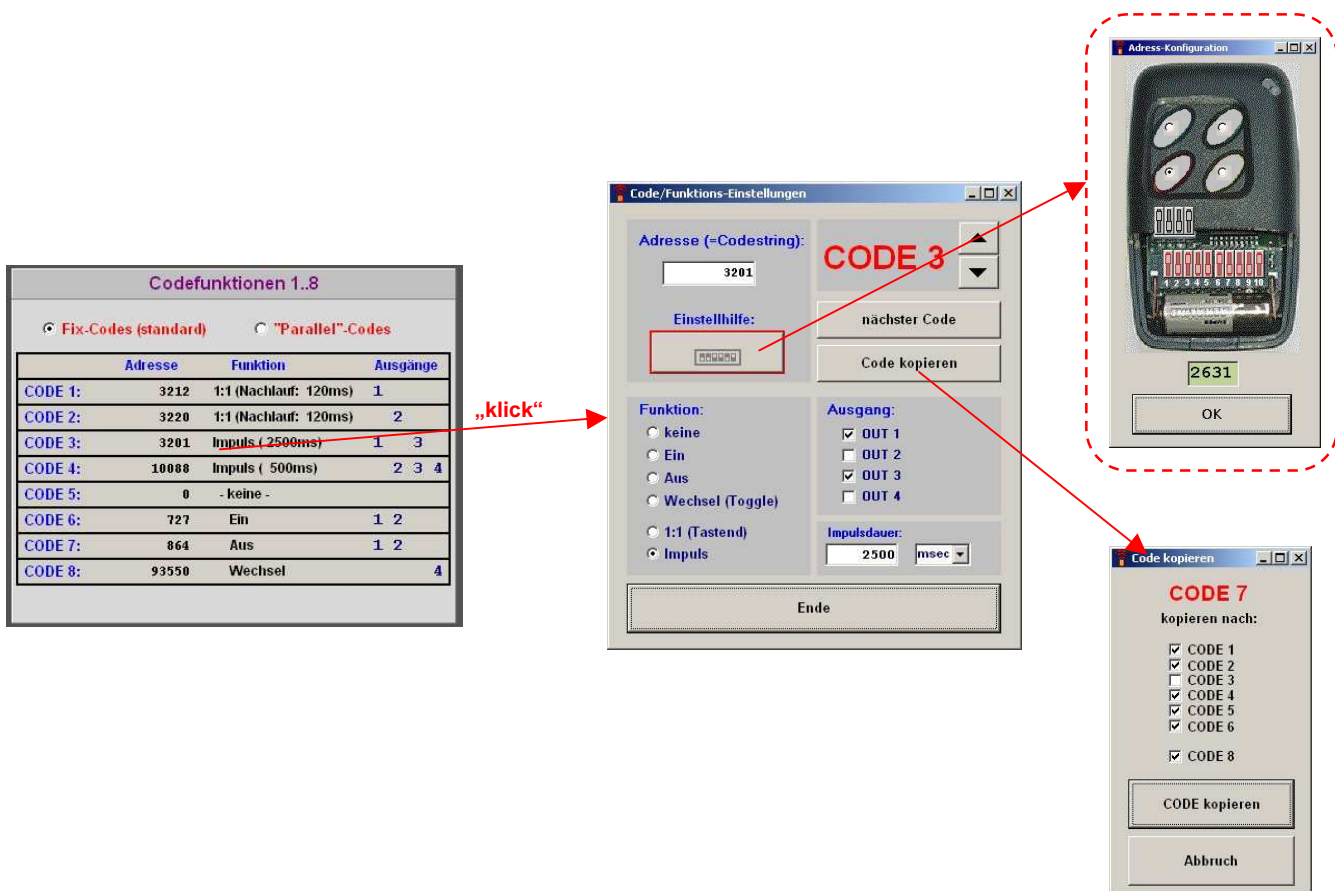 Codefunktionen 1..8
Fix-Codes (standard) "Parallel"-Codes
Adresse Funktion Ausgänge
CODE 1: 3212 1:1 (Nachlauf: 120ms) 1
CODE 2: 3220 1:1 (Nachlauf: 120ms) 2
CODE 3: 3201 Impuls ( 2500ms) 1 3
CODE 4: 10088 Impuls ( 500ms) 2 3 4
CODE 5: 0 - keine -
CODE 6: 727 Ein 1 2
CODE 7: 864 Aus 1 2
CODE 8: 93550 Wechsel 4
„klick“
Code/Funktions-Einstellungen
Adresse (=Codestring):
3201
CODE 3
Einstellhilfe:
nächster Code
Code kopieren
Funktion:
keine
Ein
Aus
Wechsel (Toggle)
1:1 (Tastend)
Impuls
Ausgang:
OUT 1
OUT 2
OUT 3
OUT 4
Impulsdauer:
2500 msec
Ende
Adress-Konfiguration
1 2 3 4 5 6 7 8 9 10
2631
OK
Code kopieren
CODE 7
kopieren nach:
CODE 1
CODE 2
CODE 3
CODE 4
CODE 5
CODE 6
CODE 8
CODE kopieren
Abbruch